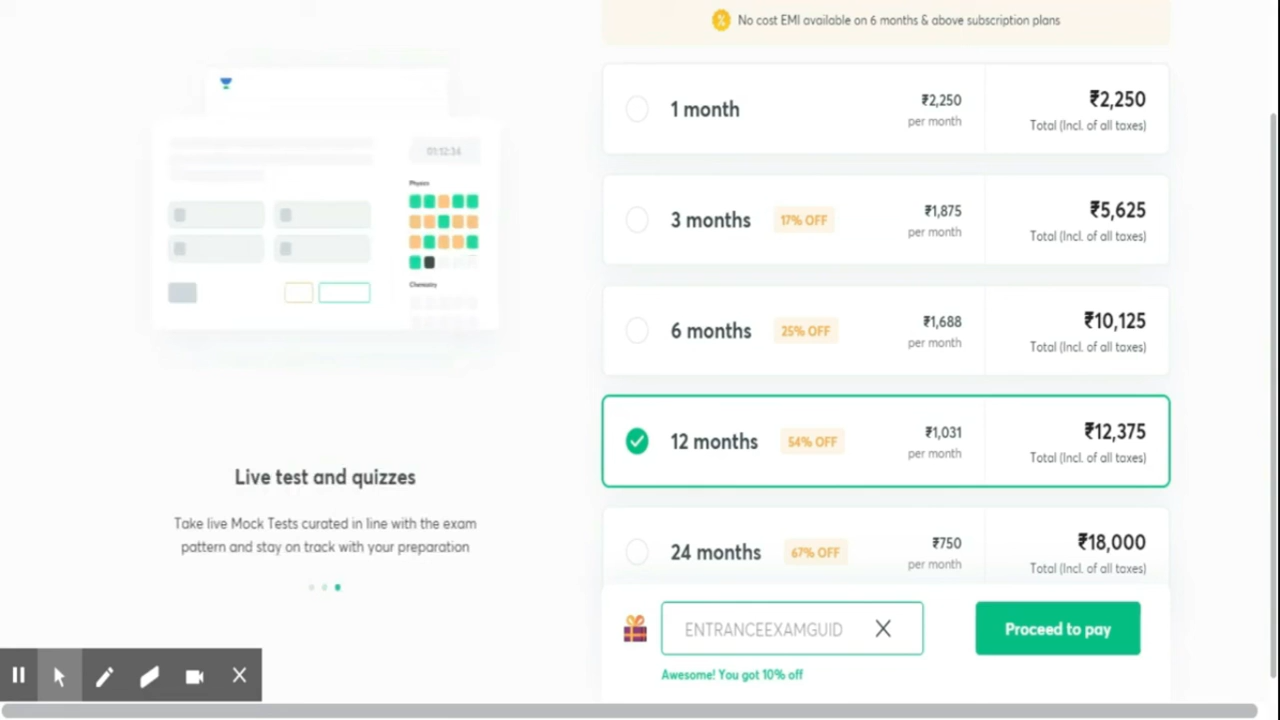 No cost EMI available on 6 months & above subscription plans
1 month
₹2,250
per month
₹2,250
Total (Incl. of all taxes)
01:12:34
Physics
3 months
17% OFF
₹1,875
per month
₹5,625
Total (Incl. of all taxes)
Chemistry
6 months
25% OFF
₹1,688
per month
₹10,125
Total (Incl. of all taxes)
12 months
54% OFF
₹1,031
per month
₹12,375
Total (Incl. of all taxes)
Live test and quizzes
Take live Mock Tests curated in line with the exam
pattern and stay on track with your preparation
24 months
67% OFF
₹750
per month
₹18,000
Total (Incl. of all taxes)
ENTRANCEEXAMGUID
Proceed to pay
Awesome! You got 10% off